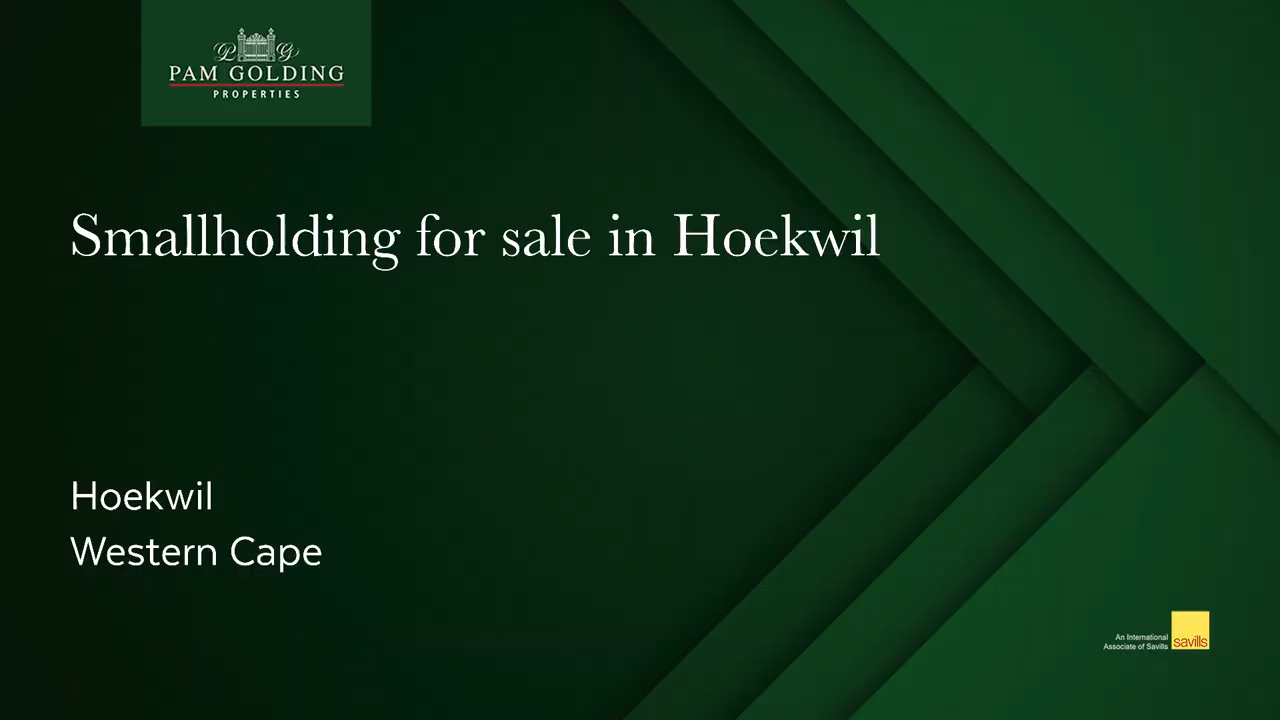 PAM GOLDING
PROPERTIES
Smallholding for sale in Hoekwil
Hoekwil
Western Cape
An International
Associate of Savills
savills